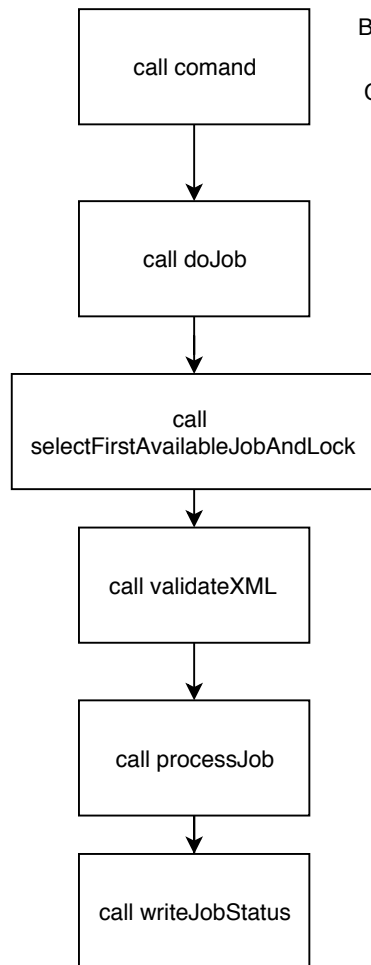 call comand
B
C
call doJob
call
selectFirstAvailableJobAndLock
call validateXML
call processJob
call writeJobStatus